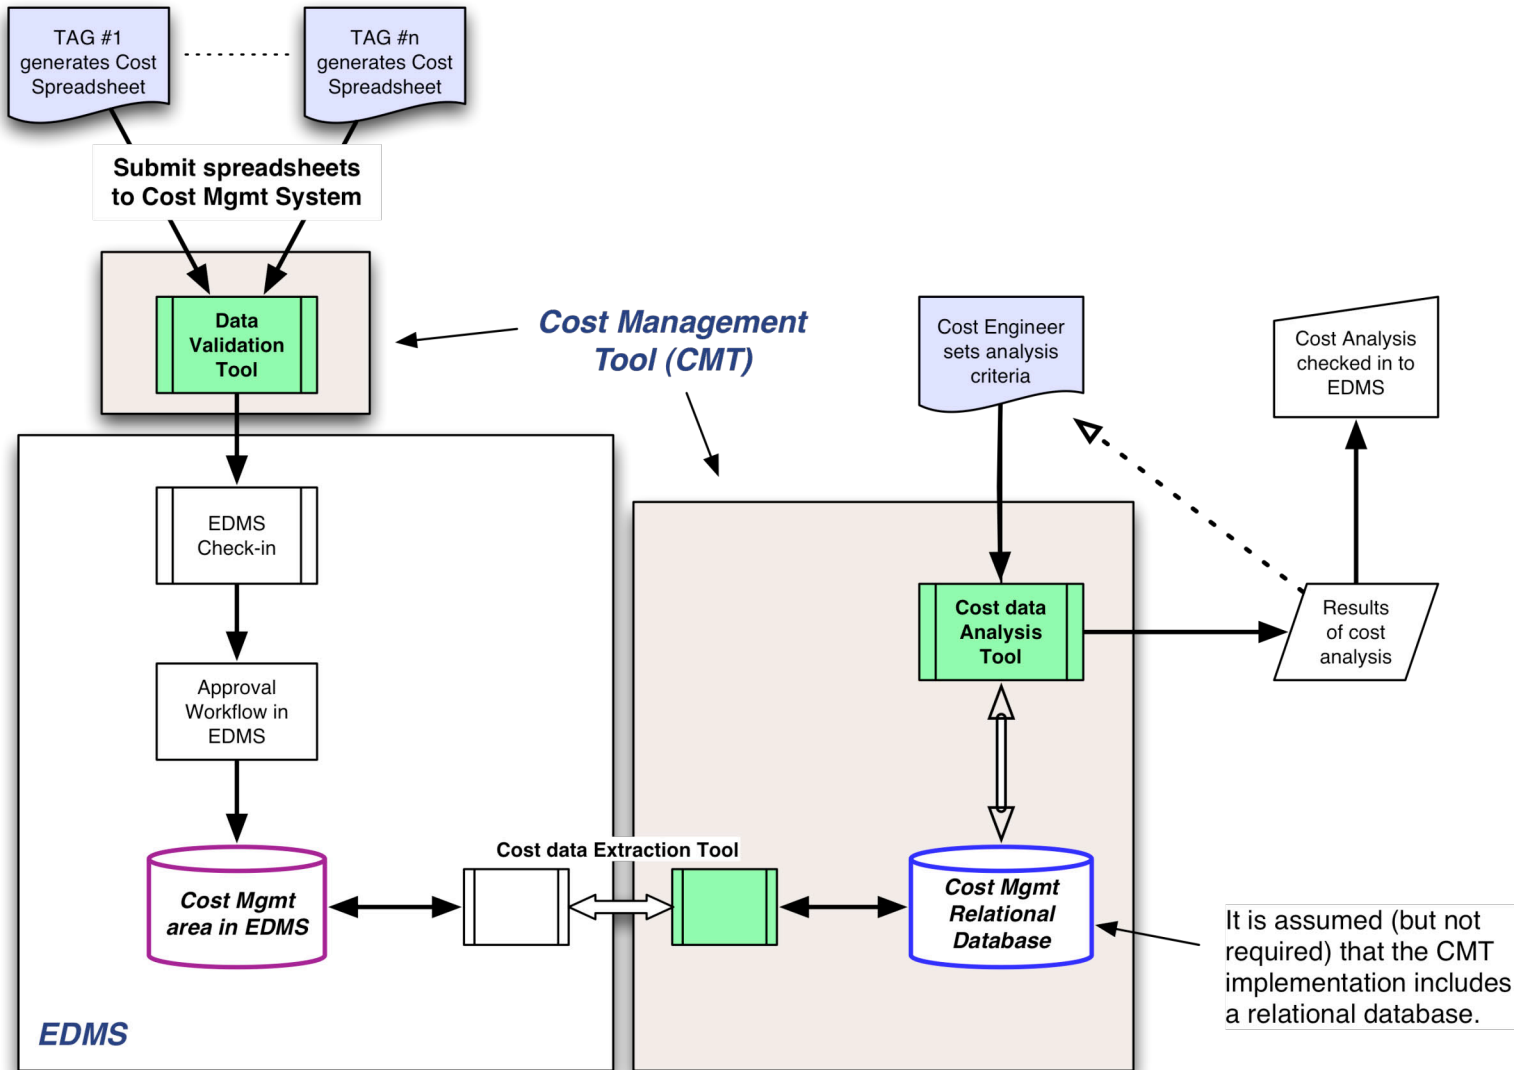 TAG #1
generates Cost
Spreadsheet
TAG #n
generates Cost
Spreadsheet
Submit spreadsheets
to Cost Mgmt System
Data
Validation
Tool
Cost Management
Tool (CMT)
Cost Engineer
sets analysis
criteria
Cost Analysis
checked in to
EDMS
EDMS
Check-in
Cost data
Analysis
Tool
Results
of cost
analysis
Approval
Workflow in
EDMS
Cost data Extraction Tool
Cost Mgmt
area in EDMS
Cost Mgmt
Relational
Database
It is assumed (but not
required) that the CMT
implementation includes
a relational database.
EDMS